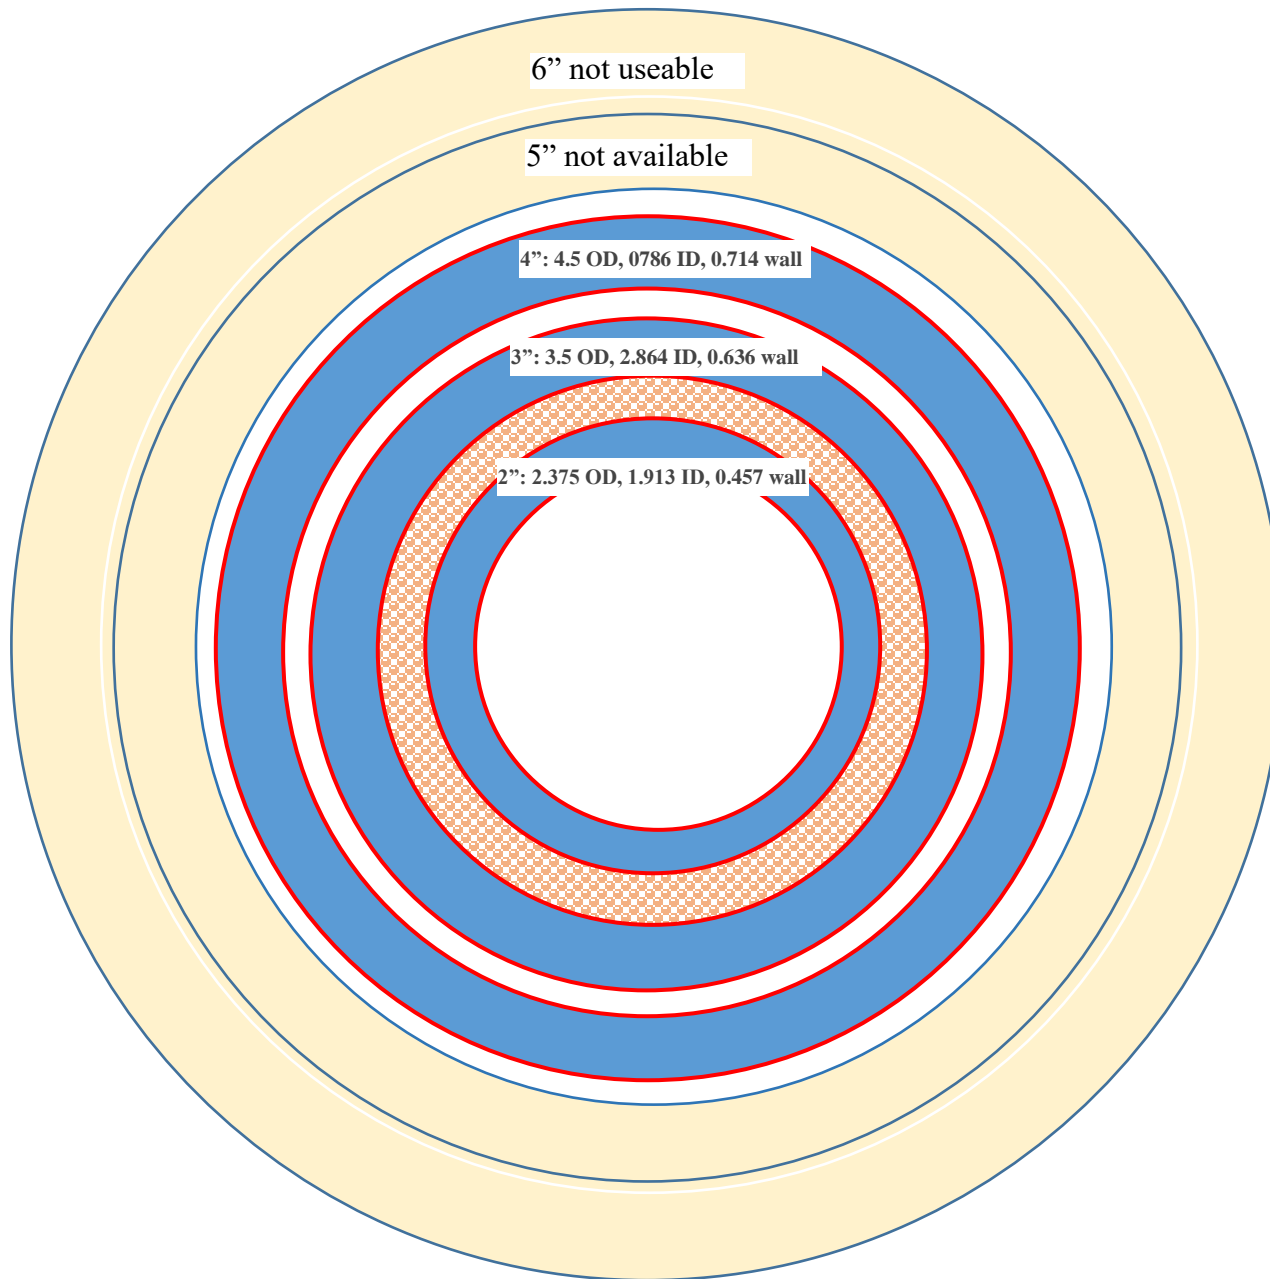 6” not useable
5” not available
4”: 4.5 OD, 0786 ID, 0.714 wall
3”: 3.5 OD, 2.864 ID, 0.636 wall
2”: 2.375 OD, 1.913 ID, 0.457 wall